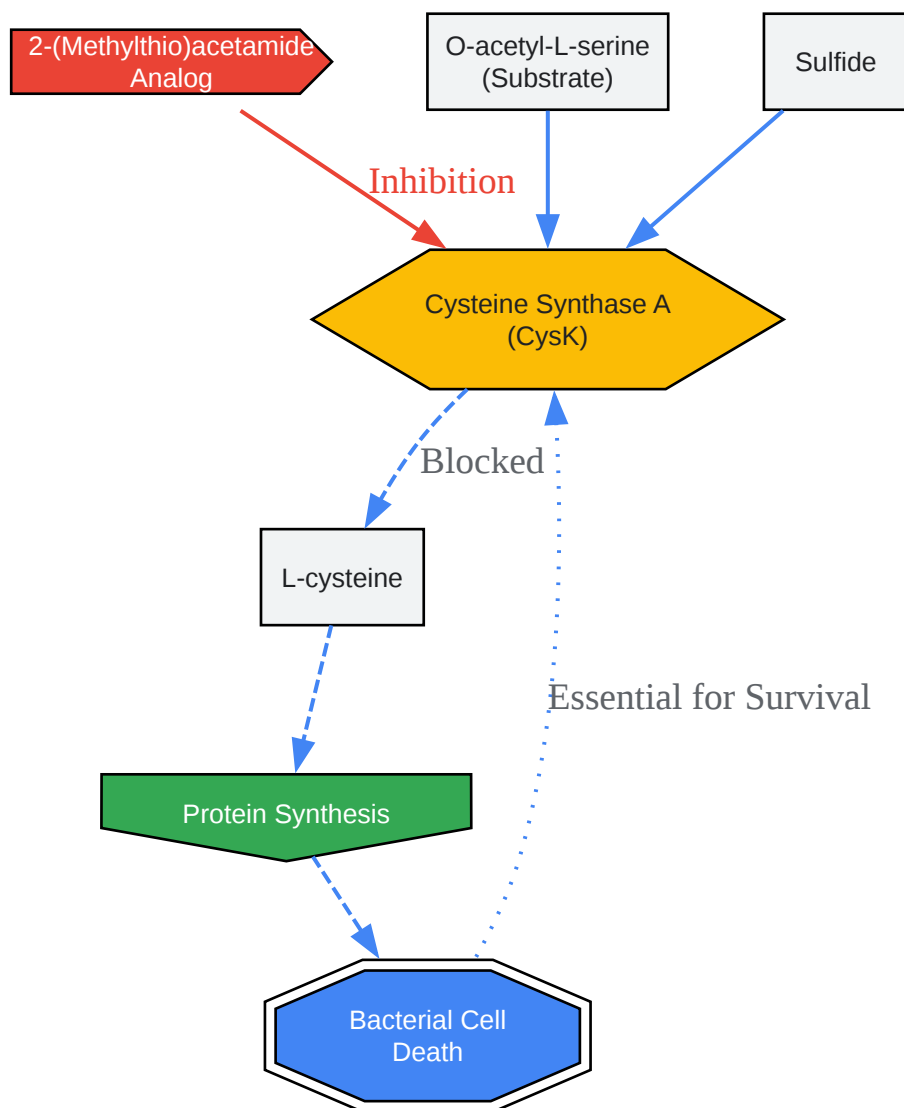 2-(Methylthio)acetamide
Analog
O-acetyl-L-serine
(Substrate)
Sulfide
Inhibition
Cysteine Synthase A
(CysK)
Blocked
L-cysteine
Essential for Survival
Protein Synthesis
Bacterial Cell
Death